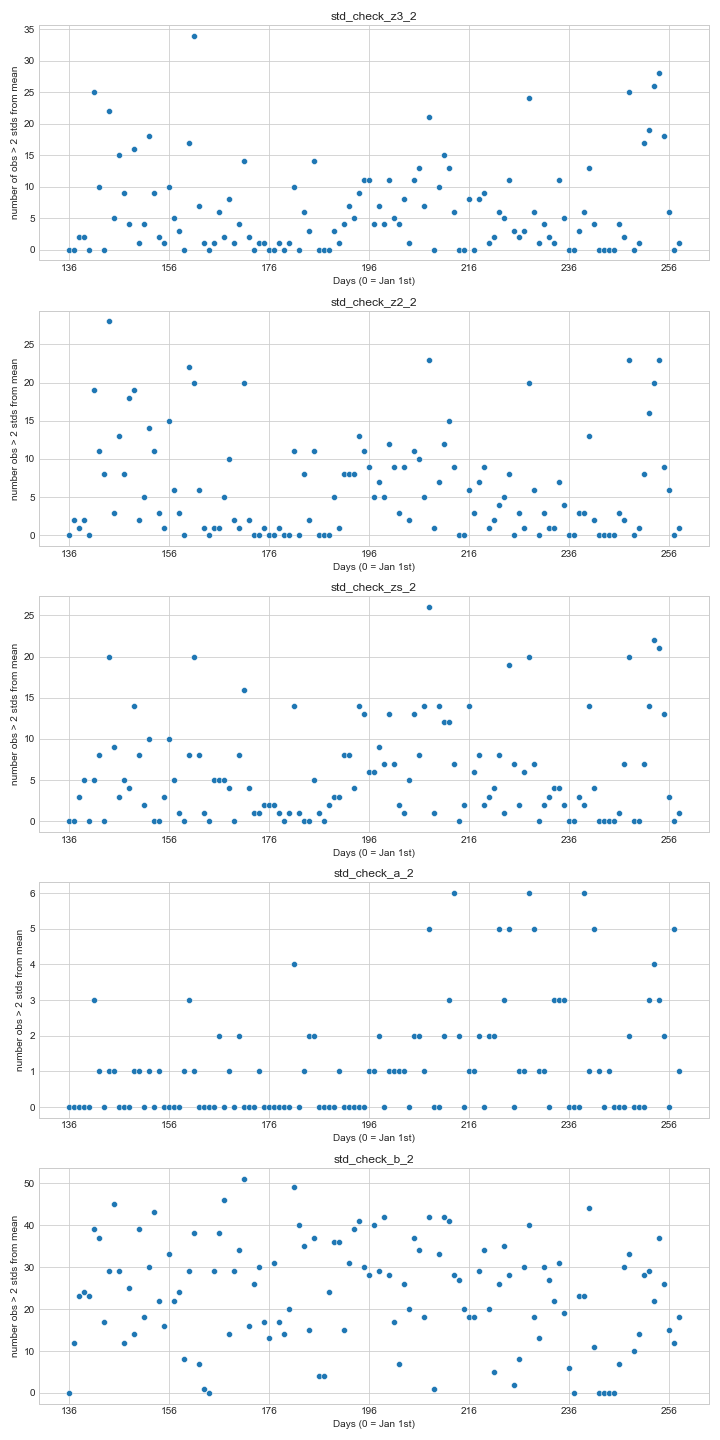 std_check_z3_2
35
30
25
20
15
10
5
0
number of obs > 2 stds from mean
136 156 176 196 216 236 256
Days (0 = Jan 1st)
std_check_z2_2
25
20
15
10
5
0
number obs > 2 stds from mean
136 156 176 196 216 236 256
Days (0 = Jan 1st)
std_check_zs_2
25
20
15
10
5
0
number obs > 2 stds from mean
136 156 176 196 216 236 256
Days (0 = Jan 1st)
std_check_a_2
6
5
4
3
2
1
0
number obs > 2 stds from mean
136 156 176 196 216 236 256
Days (0 = Jan 1st)
std_check_b_2
50
40
30
20
10
0
number obs > 2 stds from mean
136 156 176 196 216 236 256
Days (0 = Jan 1st)